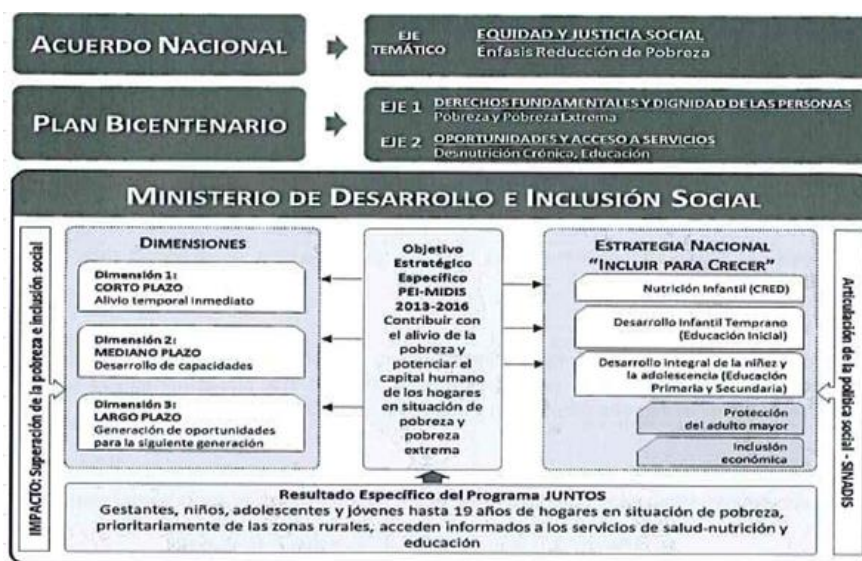 ACUERDO NACIONAL
EJE
TEMÁTICO
EQUIDAD Y JUSTICIA SOCIAL
Énfasis Reducción de Pobreza
PLAN BICENTENARIO
EJE 1
DERECHOS FUNDAMENTALES Y DIGNIDAD DE LAS PERSONAS
Pobreza y Pobreza Extrema
EJE 2
OPORTUNIDADES Y ACCESO A SERVICIOS
Desnutrición Crónica, Educación
MINISTERIO DE DESARROLLO E INCLUSIÓN SOCIAL
IMPACTO: Superación de la pobreza e inclusión social
DIMENSIONES
Dimensión 1:
CORTO PLAZO
Alivio temporal inmediato
Dimensión 2:
MEDIANO PLAZO
Desarrollo de capacidades
Dimensión 3:
LARGO PLAZO
Generación de oportunidades
para la siguiente generación
Objetivo
Estratégico
Específico
PEI-MIDIS
2013-2016
Contribuir con
el alivio de la
pobreza y
potenciar el
capital humano
de los hogares
en situación de
pobreza y
pobreza
extrema
ESTRATEGIA NACIONAL
"INCLUIR PARA CRECER"
Nutrición Infantil (CRED)
Desarrollo Infantil Temprano
(Educación Inicial)
Desarrollo Integral de la niñez y
la adolescencia (Educación
Primaria y Secundaria)
Protección
del adulto mayor
Inclusión
económica
Articulación de la política social - SINADIS
Resultado Específico del Programa JUNTOS
Gestantes, niños, adolescentes y jóvenes hasta 19 años de hogares en situación de pobreza,
prioritariamente de las zonas rurales, acceden informados a los servicios de salud-nutrición y
educación